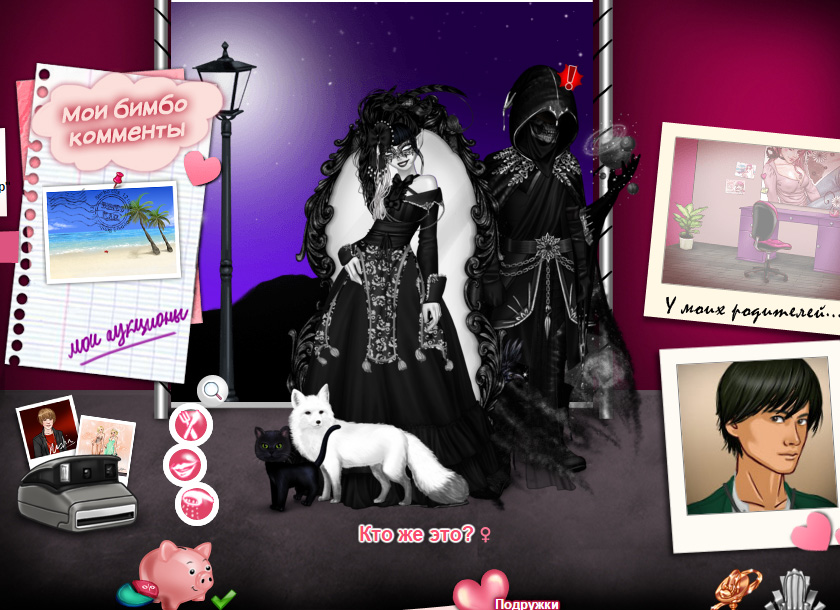 Мои бимбо
комменты
мои аукционы
У моих родителей...
Кто же это? ♀
%
Подружки